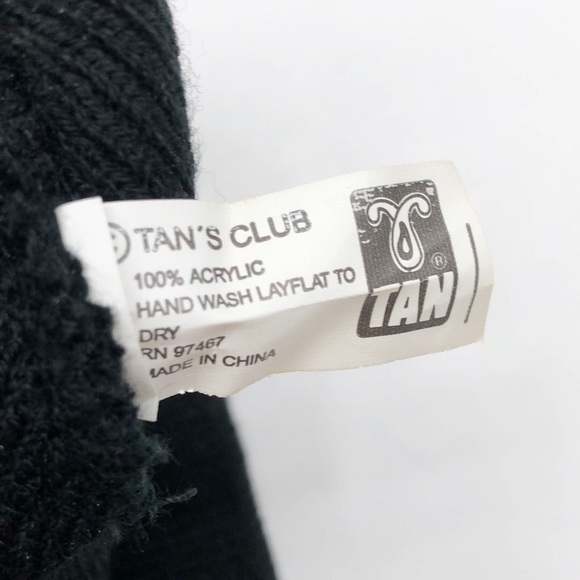 TAN'S CLUB
100% ACRYLIC
HAND WASH LAYFLAT TO
DRY
RN 97467
MADE IN CHINA
® TAN